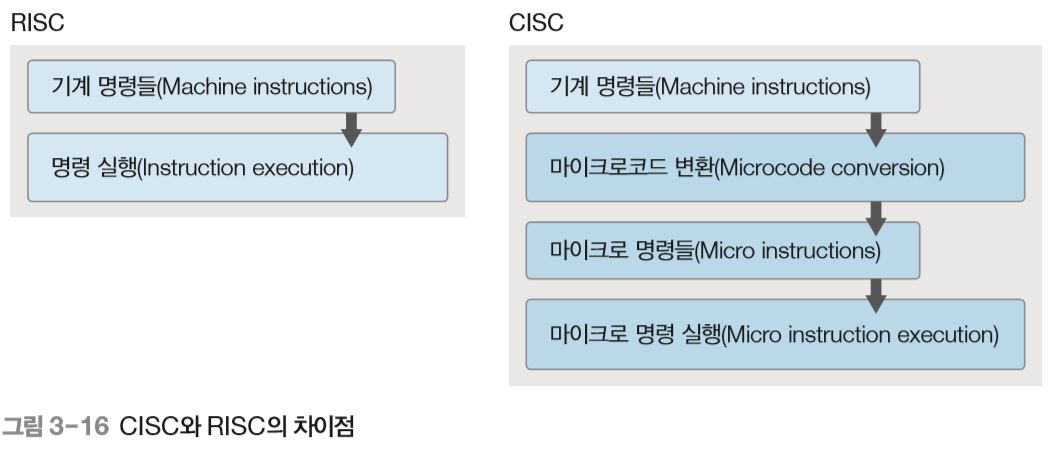 RISC
기계 명령들(Machine instructions)
명령 실행(Instruction execution)
CISC
기계 명령들(Machine instructions)
마이크로코드 변환(Microcode conversion)
마이크로 명령들(Micro instructions)
마이크로 명령 실행(Micro instruction execution)
그림 3-16 CISC와 RISC의 차이점